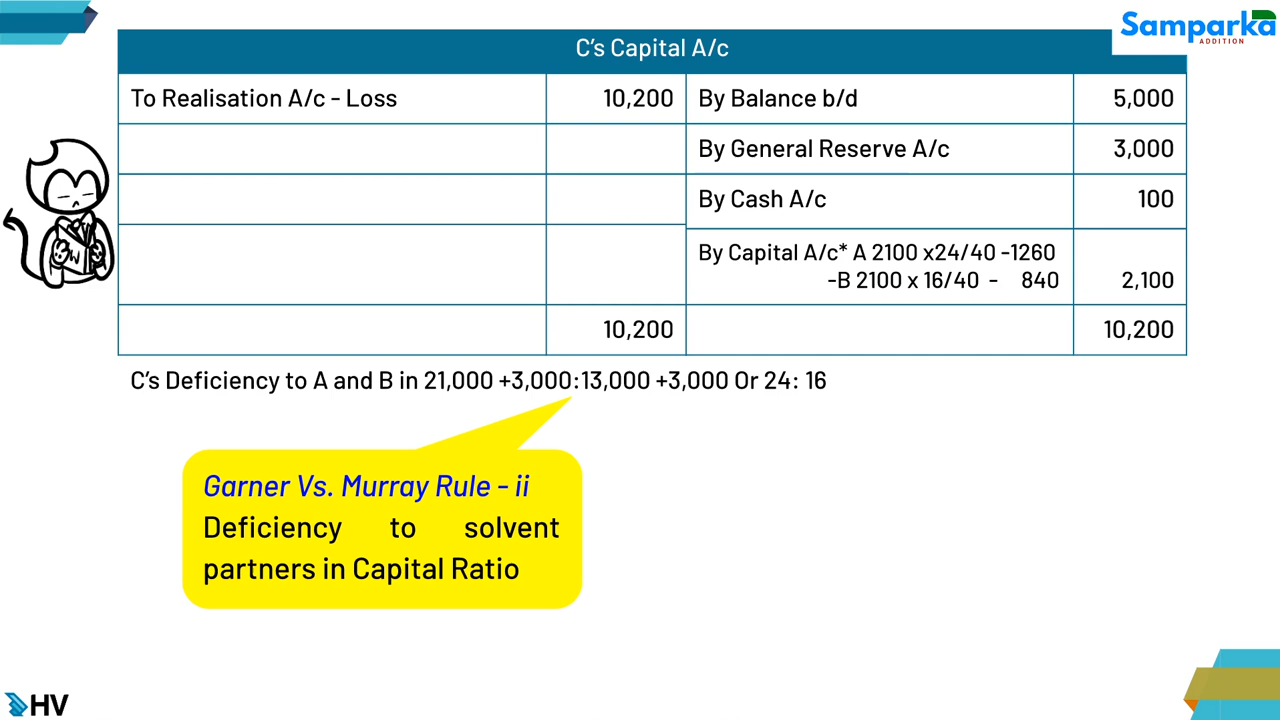 Samparka
ADDITION
C's Capital A/c
To Realisation A/c - Loss 10,200 By Balance b/d 5,000
By General Reserve A/c 3,000
By Cash A/c 100
By Capital A/c* A 2100 x24/40 -1260
-B 2100 x 16/40 - 840 2,100
10,200 10,200
C's Deficiency to A and B in 21,000 +3,000:13,000 +3,000 Or 24: 16
Garner Vs. Murray Rule - ii
Deficiency to solvent
partners in Capital Ratio
HV